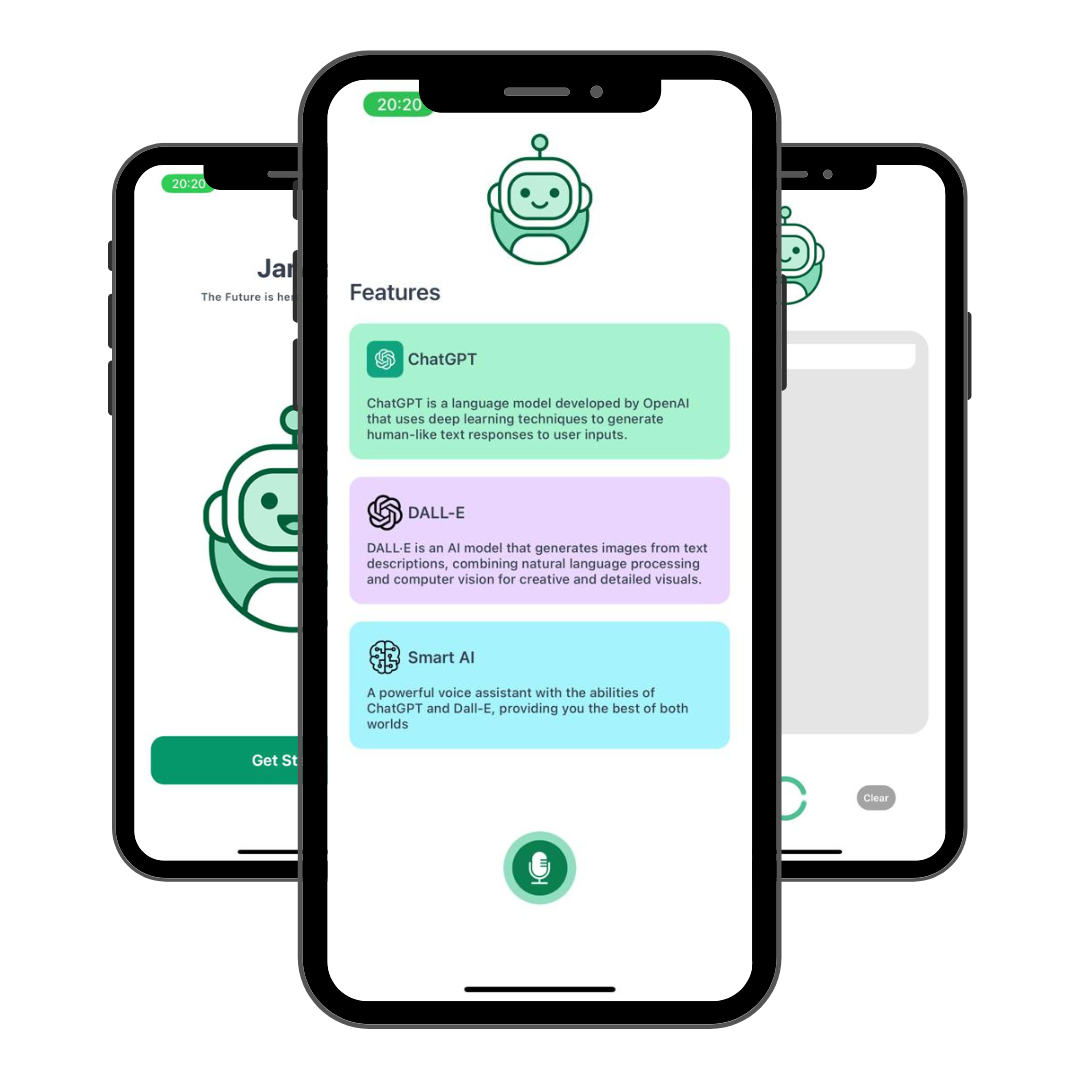 20:20
Features
ChatGPT
ChatGPT is a language model developed by OpenAI
that uses deep learning techniques to generate
human-like text responses to user inputs.
DALL-E
DALL·E is an AI model that generates images from text
descriptions, combining natural language processing
and computer vision for creative and detailed visuals.
Smart AI
A powerful voice assistant with the abilities of
ChatGPT and Dall-E, providing you the best of both
worlds
20:20
The Future is
Get
Clear